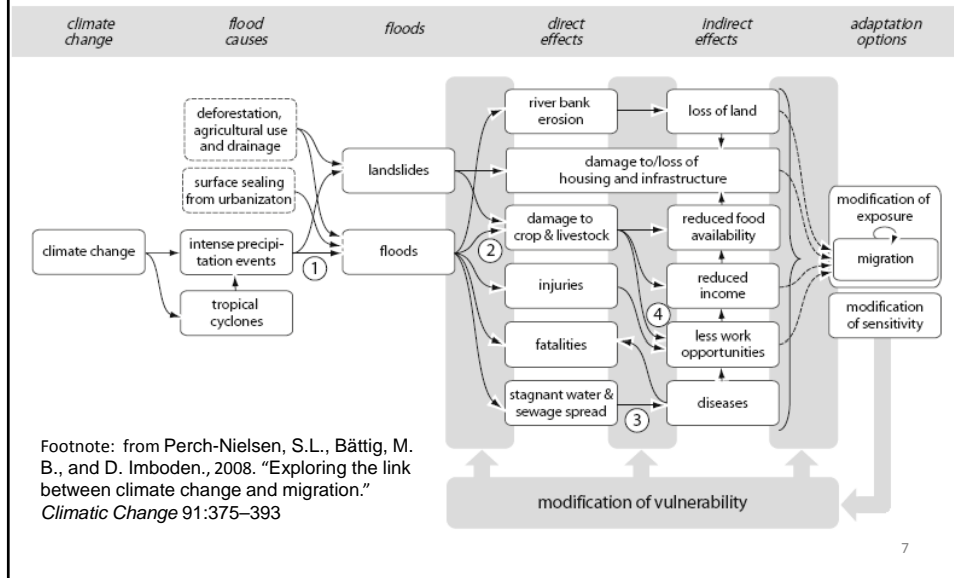 climate
change
flood
causes
floods
direct
effects
indirect
effects
adaptation
options
climate change
deforestation,
agricultural use
and drainage
surface sealing
from urbanizaton
intense precipi-
tation events
tropical
cyclones
1
landslides
floods
2
river bank
erosion
damage to/loss of
housing and infrastructure
damage to
crop & livestock
injuries
fatalities
stagnant water &
sewage spread
3
4
loss of land
reduced food
availability
reduced
income
less work
opportunities
diseases
modification of
exposure
migration
modification
of sensitivity
modification of vulnerability
Footnote: from Perch-Nielsen, S.L., Bättig, M.
B., and D. Imboden., 2008. “Exploring the link
between climate change and migration.”
Climatic Change 91:375–393
7